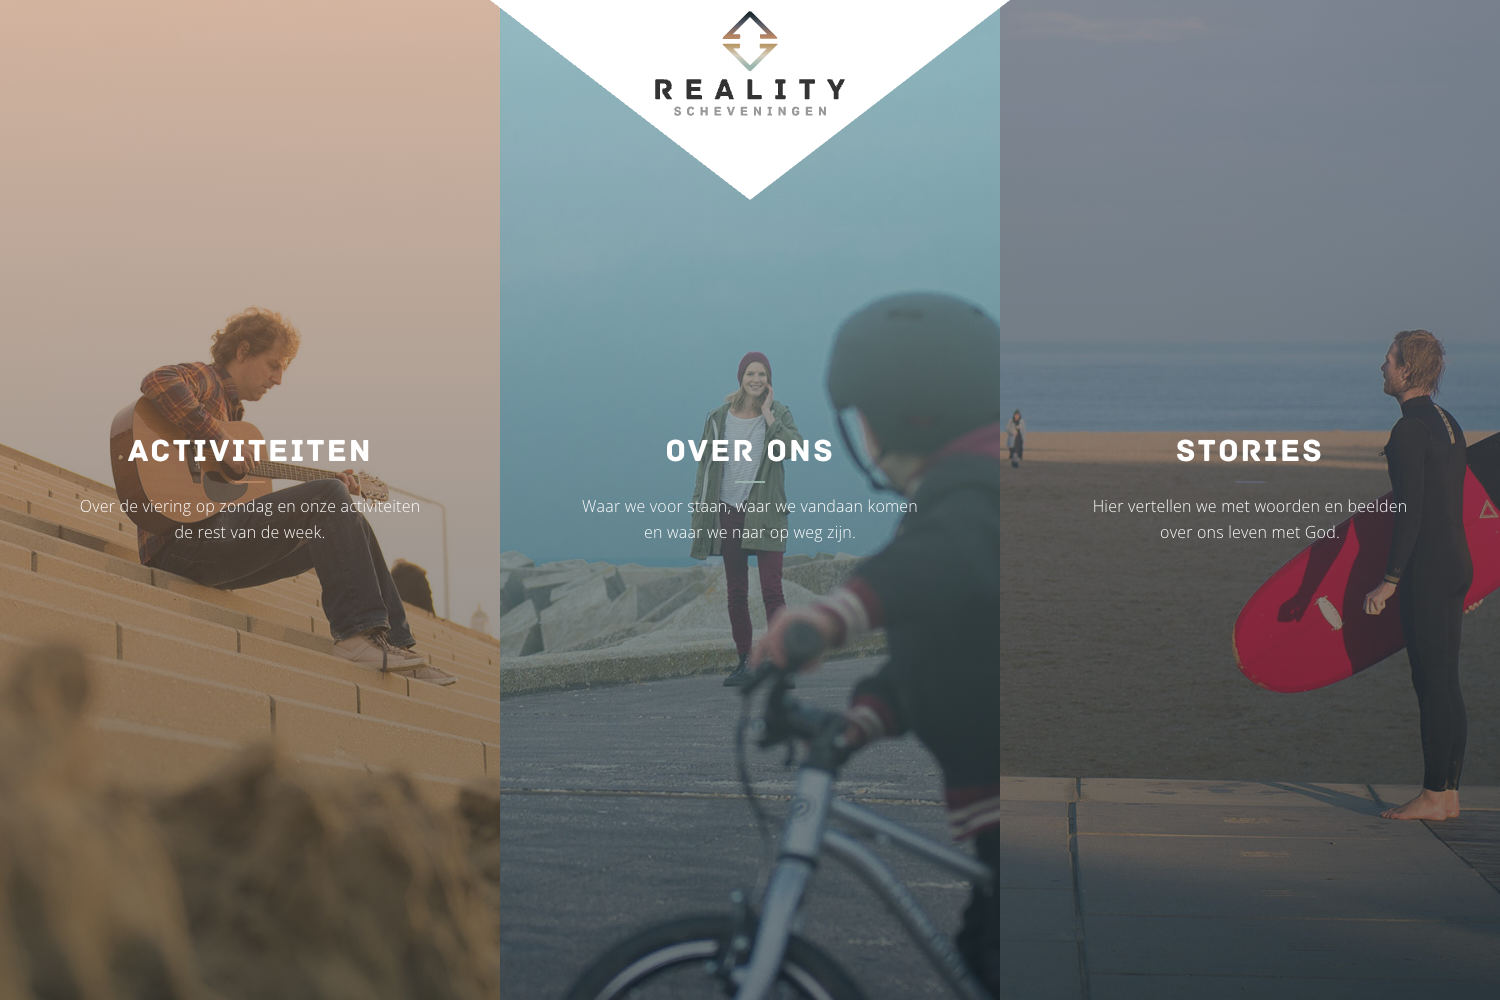 REALITY
SCHEVENINGEN
ACTIVITEITEN
Over de viering op zondag en onze activiteiten
de rest van de week.
OVER ONS
Waar we voor staan, waar we vandaan komen
en waar we naar op weg zijn.
STORIES
Hier vertellen we met woorden en beelden
over ons leven met God.